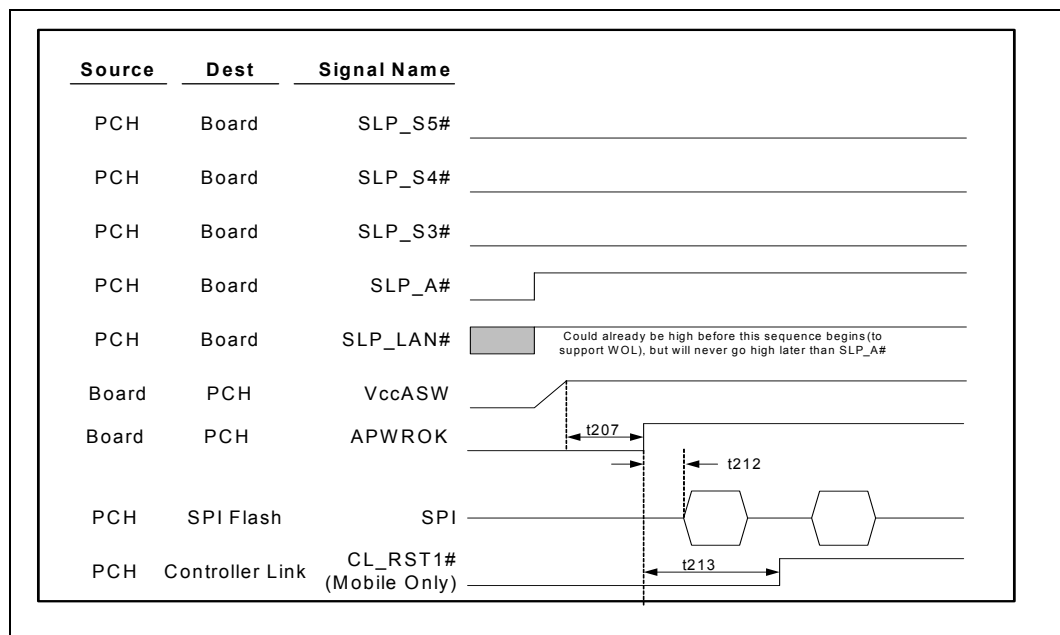 Source Dest Signal Name
PCH Board SLP_S5#
PCH Board SLP_S4#
PCH Board SLP_S3#
PCH Board SLP_A#
PCH Board SLP_LAN# Could already be high before this sequence begins(to
support WOL), but will never go high later than SLP_A#
Board PCH VccASW
Board PCH APWROK t207
t212
PCH SPI Flash SPI
PCH Controller Link CL_RST1#
(Mobile Only) t213